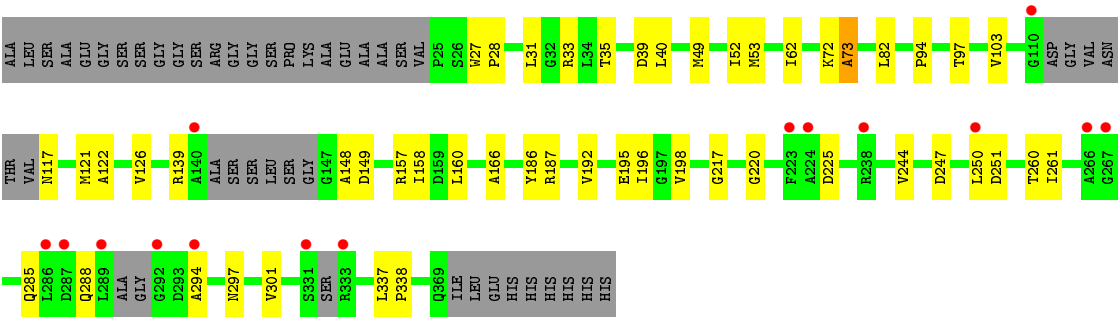 ALA LEU SER ALA GLU GLY SER SER GLY GLY SER ARG GLY GLY SER PRO LYS ALA GLU ALA ALA SER VAL P25 S26 W27 P28 L31 G32 R33 L34 T35 D39 L40 M49 I52 M53 I62 K72 A73 L82 P94 T97 V103 G110 ASP GLY VAL ASN
THR VAL N117 M121 A122 V126 R139 A140 ALA SER SER LEU SER GLY G147 A148 D149 R157 I158 D159 L160 A166 Y186 R187 V192 E195 I196 G197 V198 G217 G220 F223 A224 D225 R238 V244 D247 L250 D251 T260 I261 A266 G267
Q285 L286 D287 Q288 L289 ALA GLY G292 D293 A294 N297 V301 S331 SER R333 L337 P338 Q369 ILE LEU GLU HIS HIS HIS HIS HIS HIS